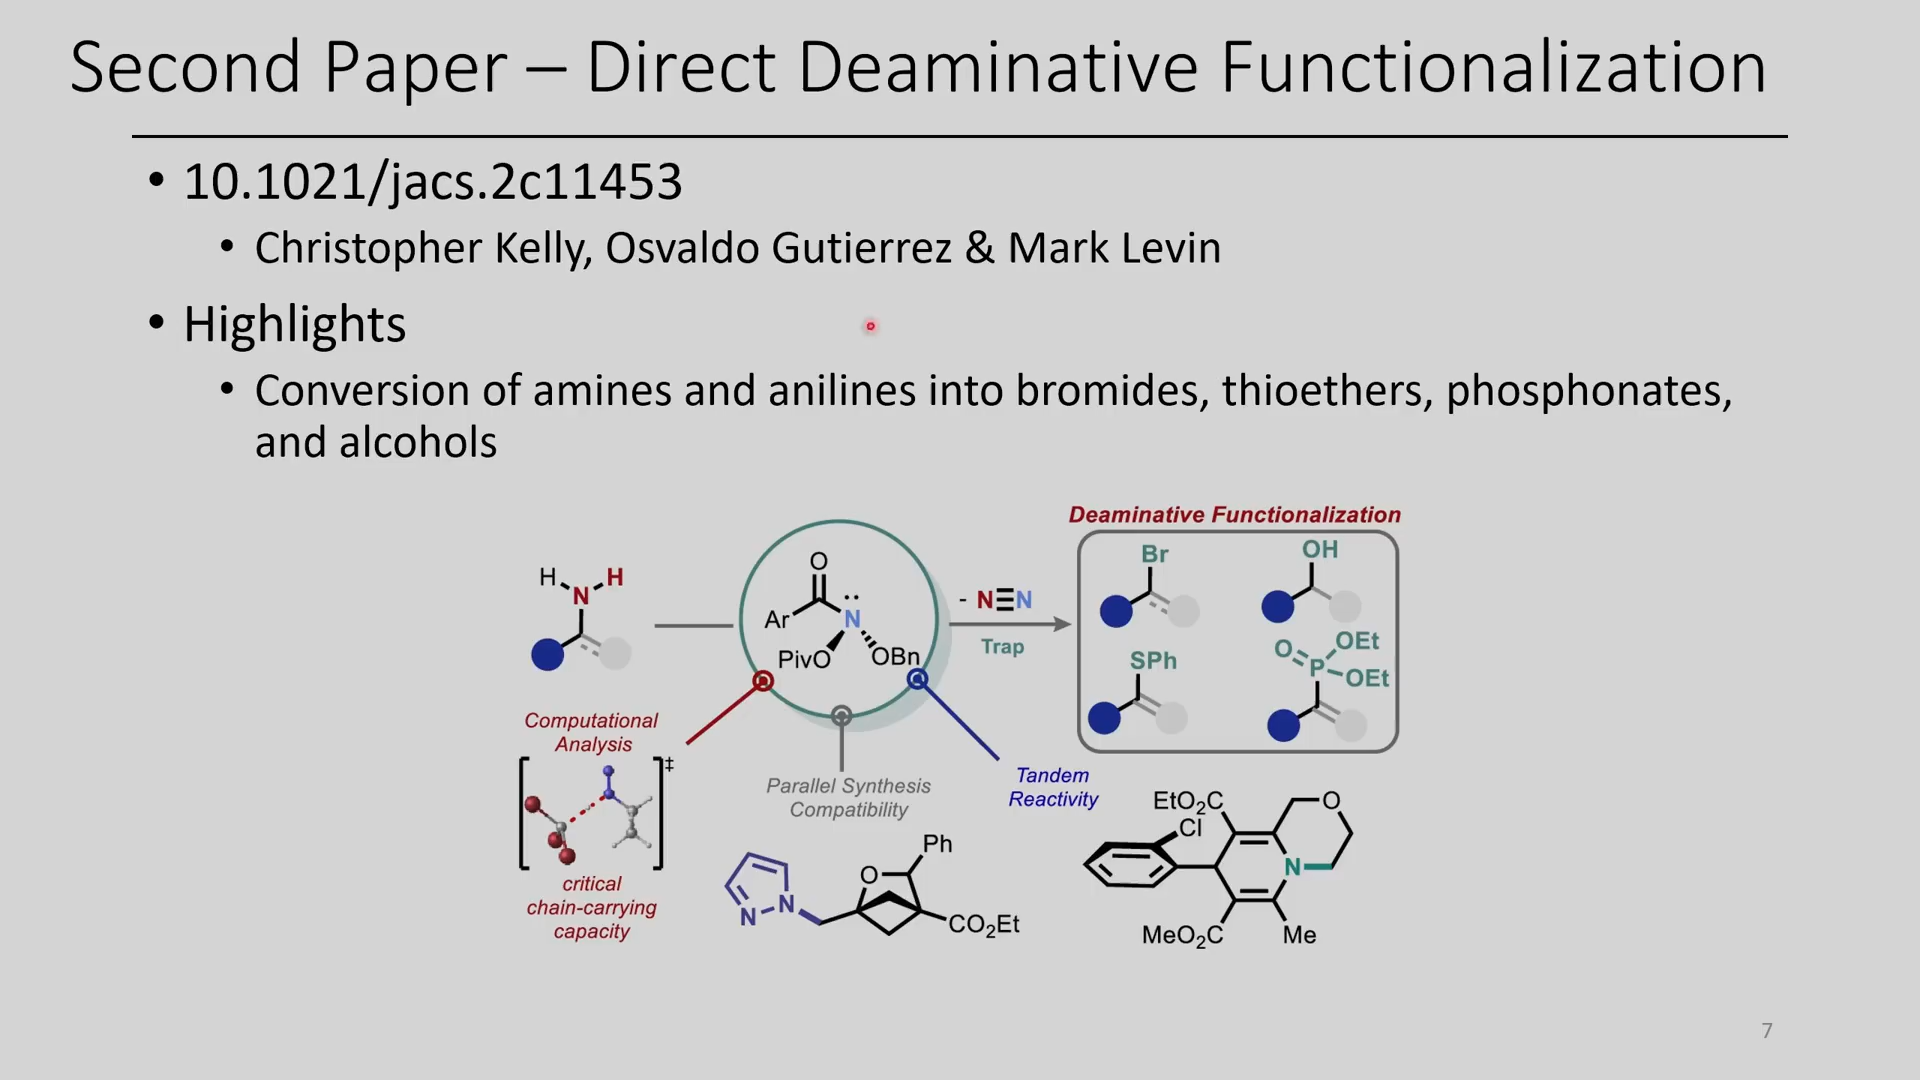 Second Paper – Direct Deaminative Functionalization
• 10.1021/jacs.2c11453
• Christopher Kelly, Osvaldo Gutierrez & Mark Levin
• Highlights
• Conversion of amines and anilines into bromides, thioethers, phosphonates,
and alcohols
Deaminative Functionalization
H N H
O
Ar N
PivO OBn
- N≡N
Trap
Br
OH
SPh
O P OEt
OEt
Computational
Analysis
‡
critical
chain-carrying
capacity
Parallel Synthesis
Compatibility
Tandem
Reactivity
N N
O
Ph
CO₂Et
EtO₂C
Cl
O
N
MeO₂C
Me
7